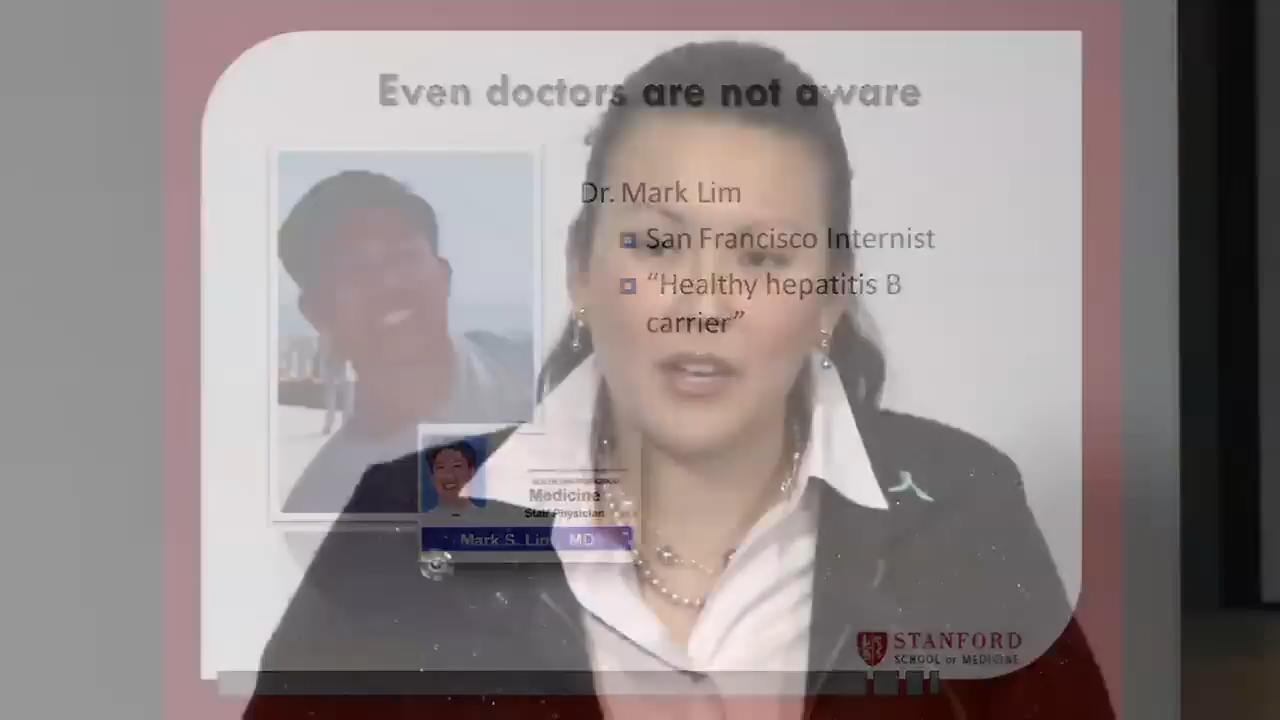 Even doctors are not aware
Dr. Mark Lim
San Francisco Internist
“Healthy hepatitis B
carrier”
Medicine
Staff Physician
Mark S. Lim MD
STANFORD
SCHOOL of MEDICINE